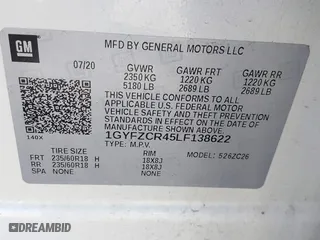 GM
MFD BY GENERAL MOTORS LLC
07/20 GVWR GAWR FRT GAWR RR
2350 KG 1220 KG 1220 KG
5180 LB 2689 LB 2689 LB
THIS VEHICLE CONFORMS TO ALL APPLICABLE U.S. FEDERAL
MOTOR VEHICLE SAFETY, BUMPER, AND THEFT PREVENTION
STANDARDS IN EFFECT ON THE DATE OF MANUFACTURE
SHOWN ABOVE.
1GYFZCR45LF138622
140X TYPE: M.P.V. MODEL: 526ZC26
TIRE SIZE RIM
FRT 235/60R18 H 18X8J
RR 235/60R18 H 18X8J
SPA NONE NONE